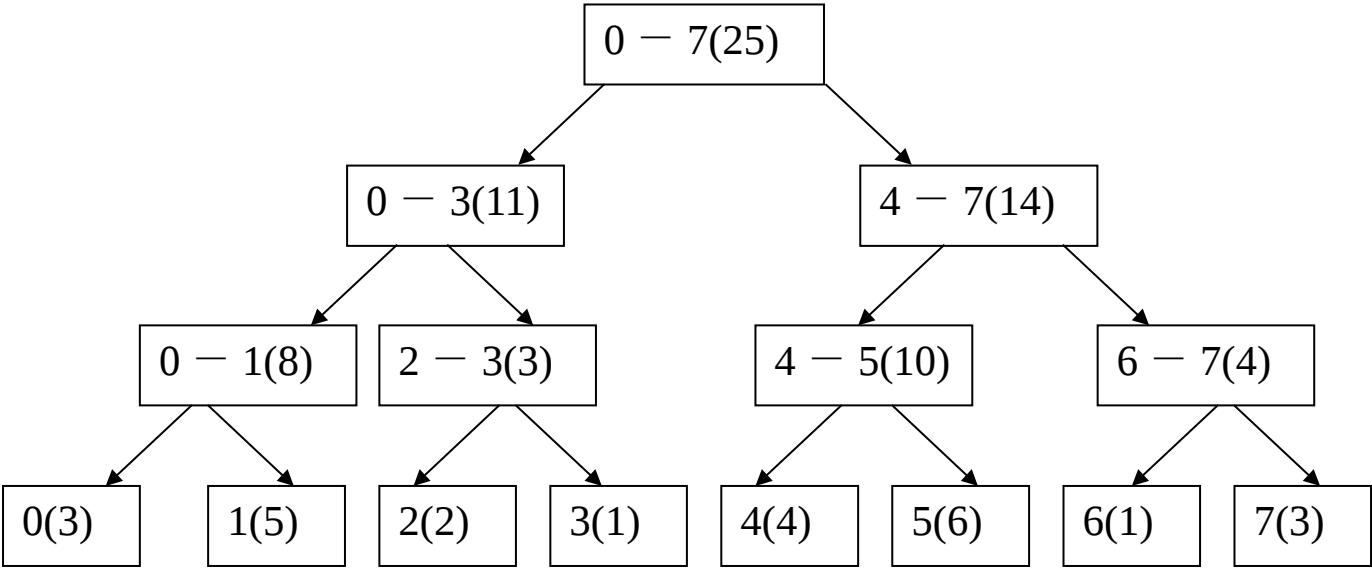 0 — 7(25)
0 — 3(11)
4 — 7(14)
0 — 1(8)
2 — 3(3)
4 — 5(10)
6 — 7(4)
0(3)
1(5)
2(2)
3(1)
4(4)
5(6)
6(1)
7(3)